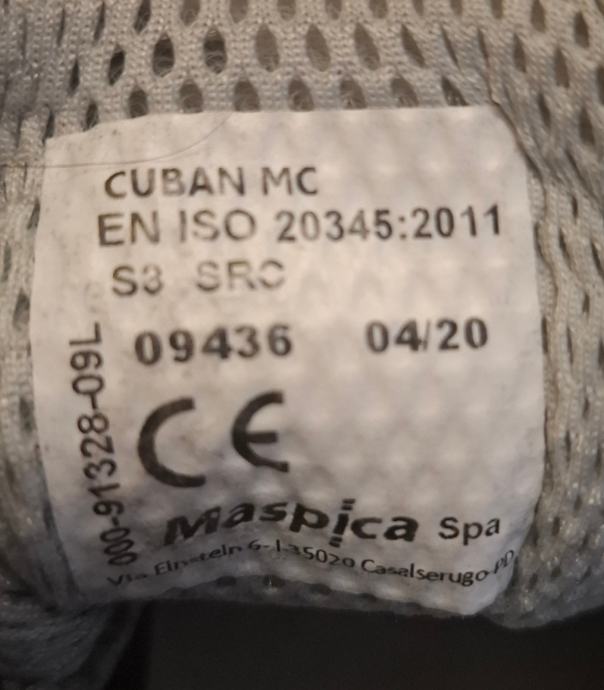 CUBAN MC
EN ISO 20345:2011
S3 SRC
09436 04/20
000-91328-09L
CE
Maspica Spa
Via Einstein 6-I-35020 Casalserugo-PD